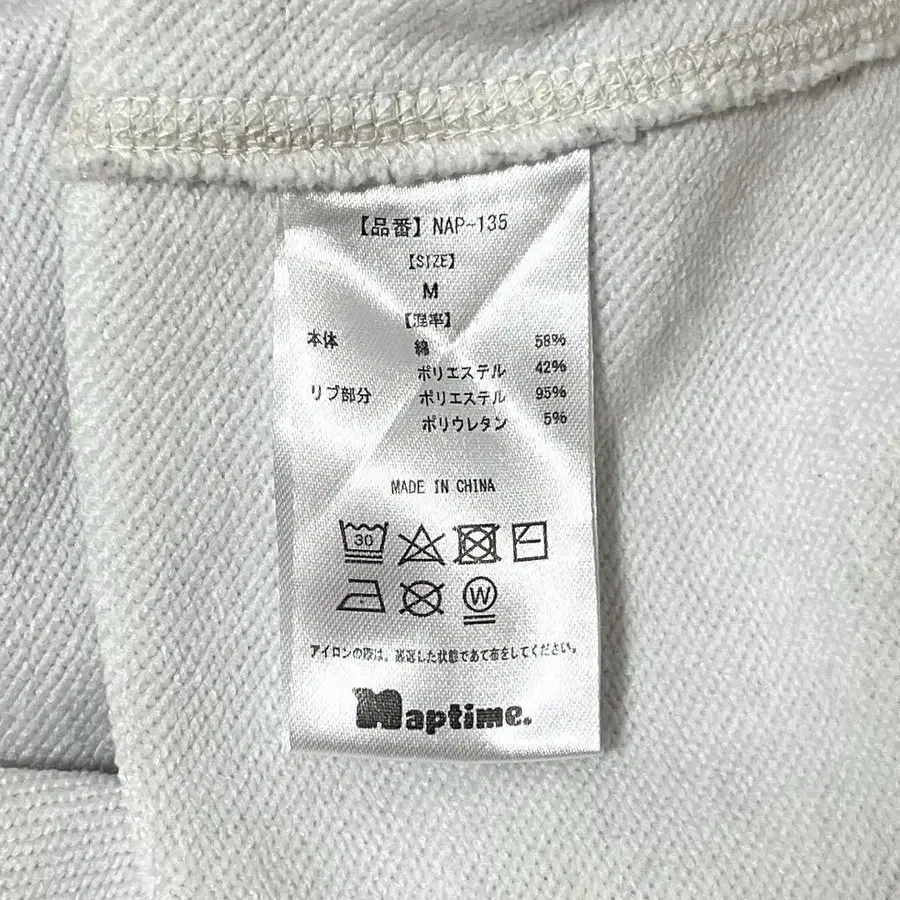 【品番】NAP-135
【SIZE】
M
【混率】
本体 綿 58%
ポリエステル 42%
リブ部分 ポリエステル 95%
ポリウレタン 5%
MADE IN CHINA
30
W
アイロンの際は、裏返した状態であて布をしてください。
Naptime.